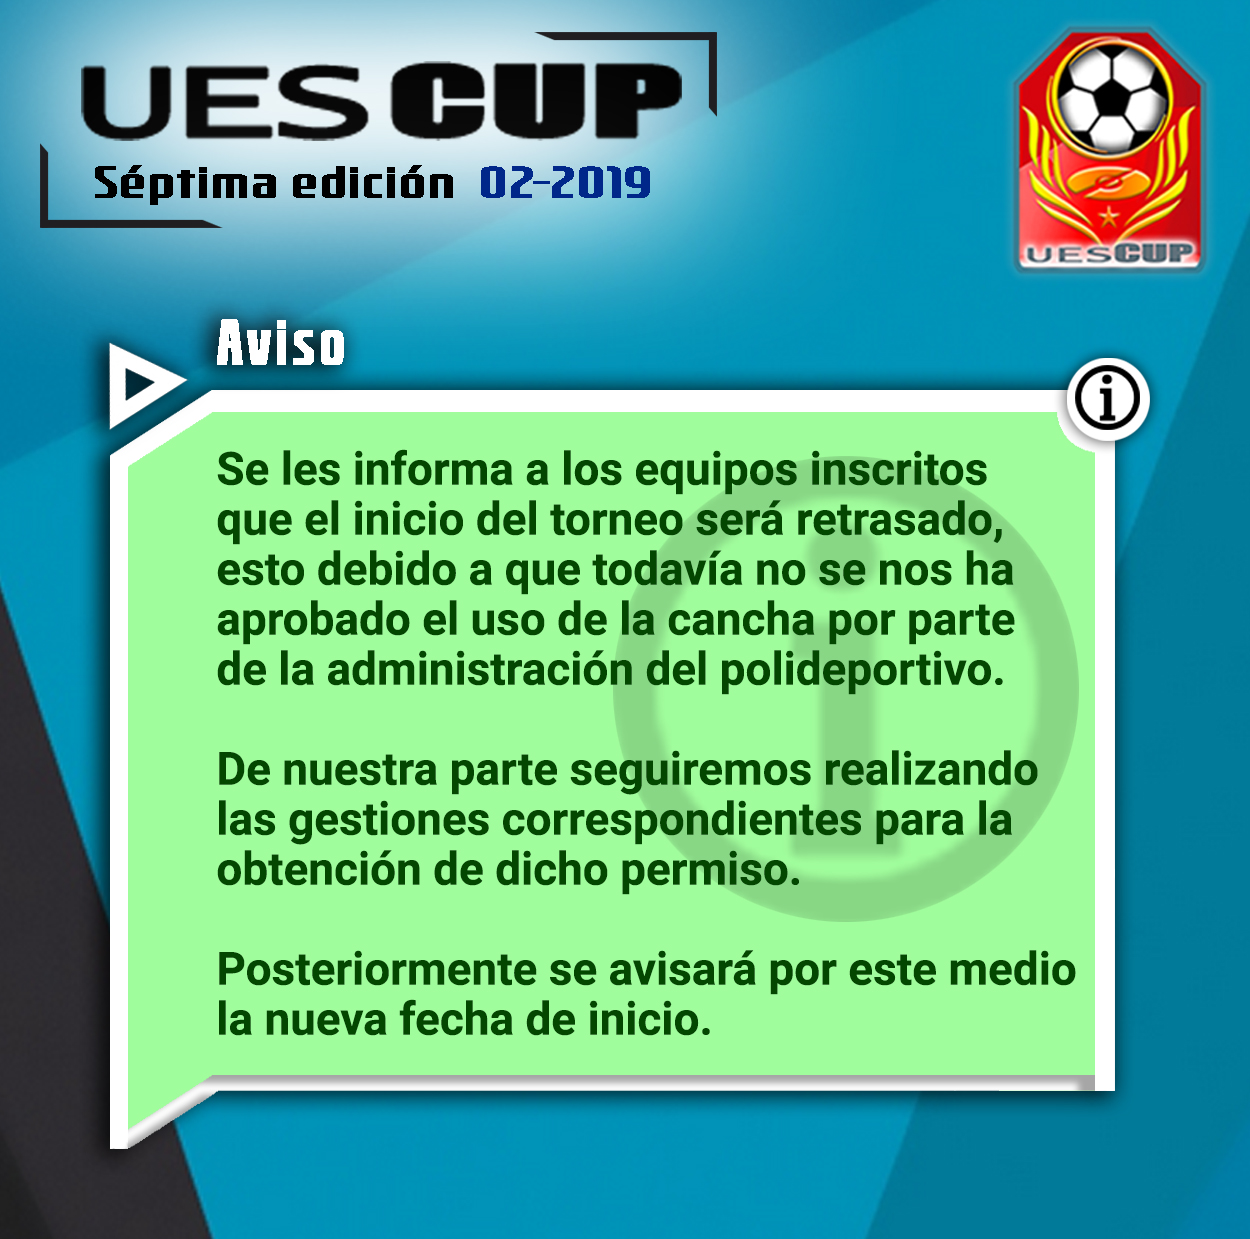 UES CUP
Séptima edición 02-2019
UESCUP
Aviso
Se les informa a los equipos inscritos
que el inicio del torneo será retrasado,
esto debido a que todavía no se nos ha
aprobado el uso de la cancha por parte
de la administración del polideportivo.
De nuestra parte seguiremos realizando
las gestiones correspondientes para la
obtención de dicho permiso.
Posteriormente se avisará por este medio
la nueva fecha de inicio.